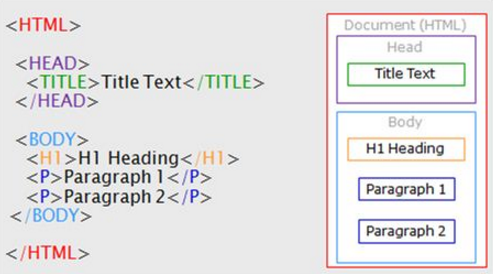 <HTML>
<HEAD>
<TITLE>Title Text</TITLE>
</HEAD>
<BODY>
<H1>H1 Heading</H1>
<P>Paragraph 1</P>
<P>Paragraph 2</P>
</BODY>
</HTML>
Document (HTML)
Head
Title Text
Body
H1 Heading
Paragraph 1
Paragraph 2